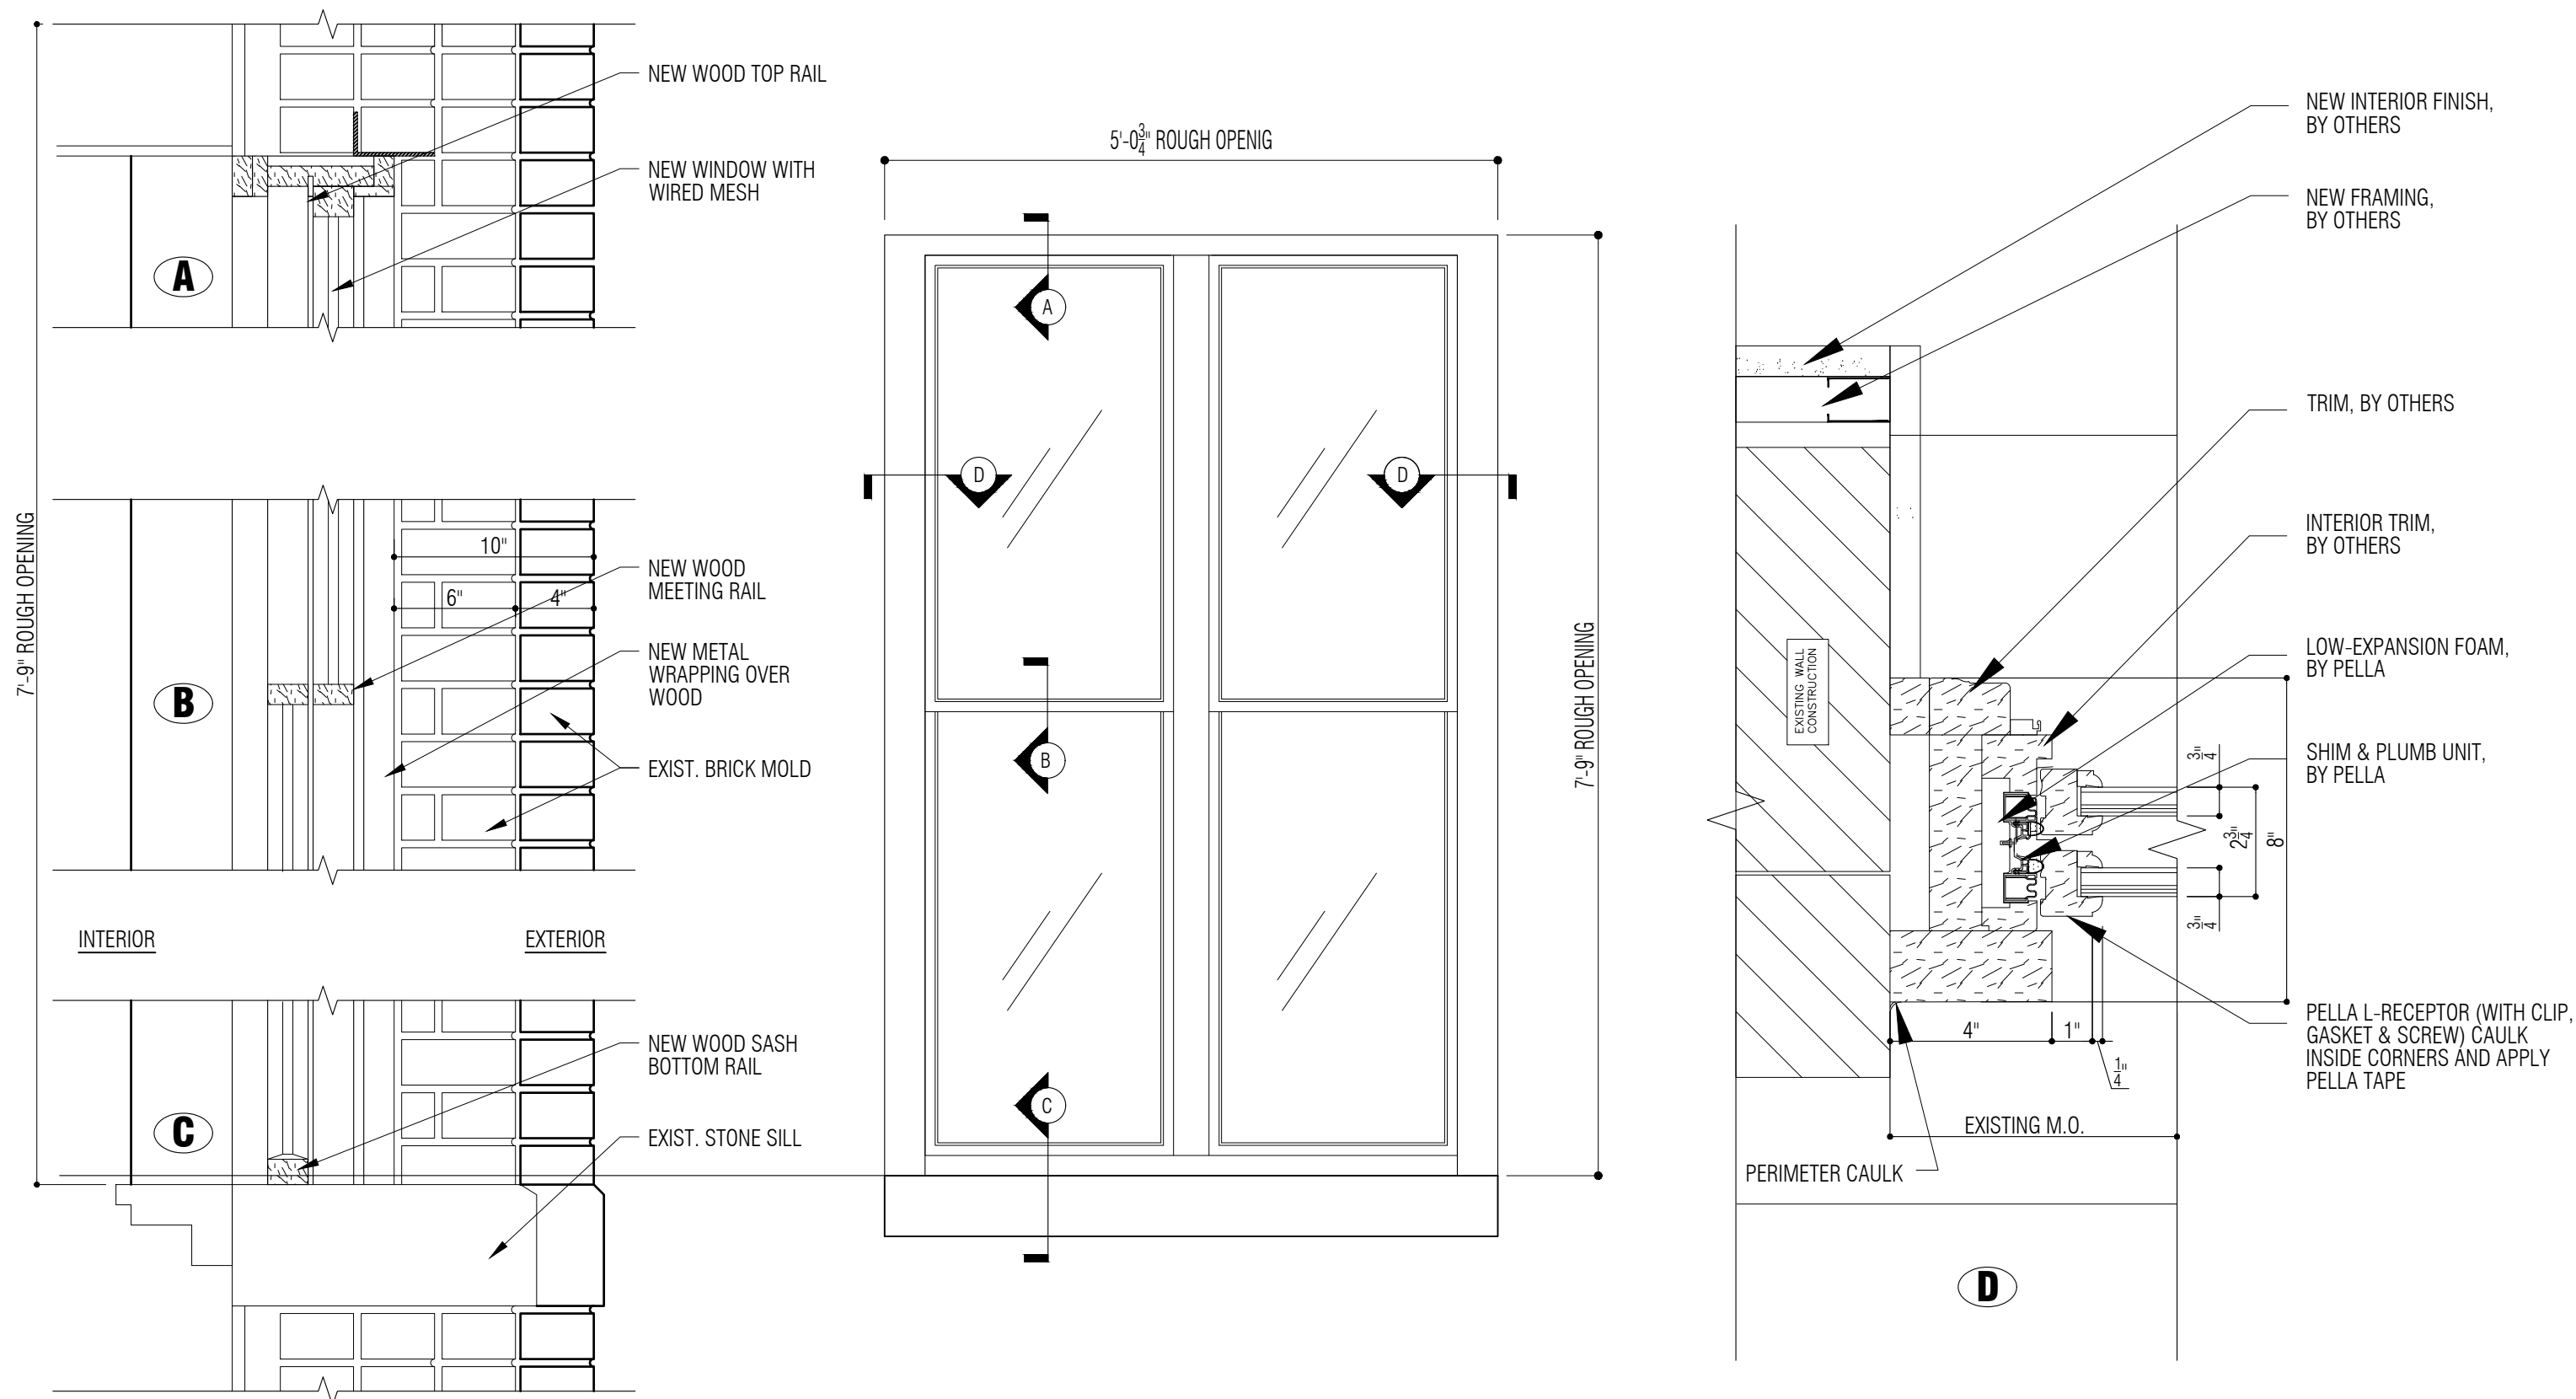 7'-9" ROUGH OPENING
NEW WOOD TOP RAIL
NEW WINDOW WITH
WIRED MESH
A
10"
6"
4"
NEW WOOD
MEETING RAIL
NEW METAL
WRAPPING OVER
WOOD
B
EXIST. BRICK MOLD
INTERIOR
EXTERIOR
NEW WOOD SASH
BOTTOM RAIL
C
EXIST. STONE SILL
5'-0 3/4" ROUGH OPENIG
A
D
D
B
C
7'-9" ROUGH OPENING
NEW INTERIOR FINISH,
BY OTHERS
NEW FRAMING,
BY OTHERS
TRIM, BY OTHERS
INTERIOR TRIM,
BY OTHERS
EXISTING WALL
CONSTRUCTION
LOW-EXPANSION FOAM,
BY PELLA
SHIM & PLUMB UNIT,
BY PELLA
3/4"
2 3/4"
8"
3/4"
PELLA L-RECEPTOR (WITH CLIP,
GASKET & SCREW) CAULK
INSIDE CORNERS AND APPLY
PELLA TAPE
4"
1"
1/4"
EXISTING M.O.
PERIMETER CAULK
D